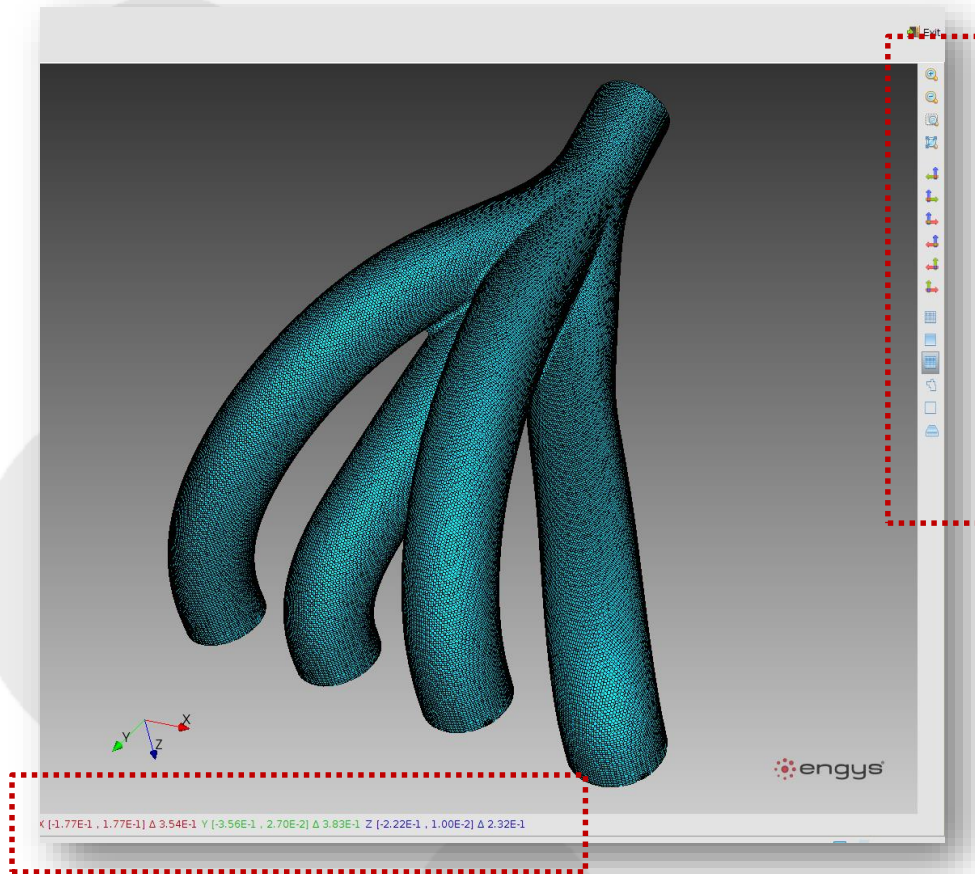 Exit
X
Y
Z
engys
X [-1.77E-1 , 1.77E-1] Δ 3.54E-1 Y [-3.56E-1 , 2.70E-2] Δ 3.83E-1 Z [-2.22E-1 , 1.00E-2] Δ 2.32E-1